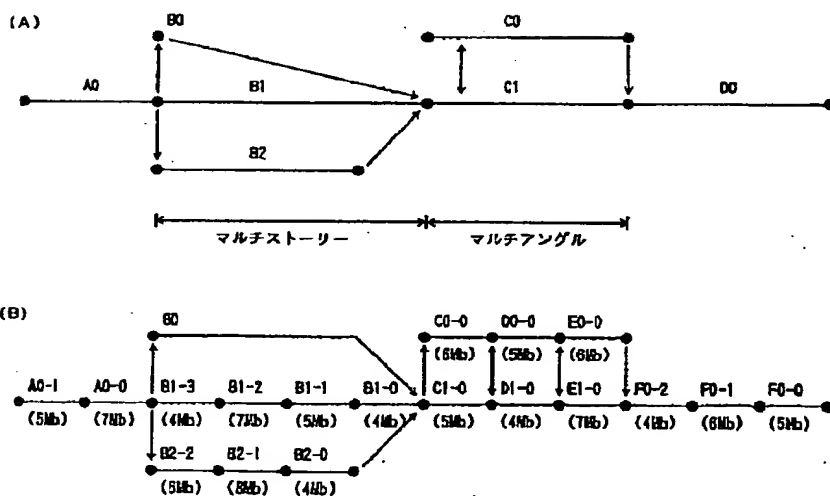 (A)
B0
C0
A0
B1
C1
D0
B2
マルチストーリー
マルチアングル
(B)
B0
C0-0
D0-0
E0-0
(6Mb)
(5Mb)
(6Mb)
A0-1
A0-0
B1-3
B1-2
B1-1
B1-0
C1-0
D1-0
E1-0
F0-2
F0-1
F0-0
(5Mb)
(7Mb)
(4Mb)
(7Mb)
(5Mb)
(4Mb)
(5Mb)
(4Mb)
(7Mb)
(4Mb)
(6Mb)
(5Mb)
B2-2
B2-1
B2-0
(4Mb)